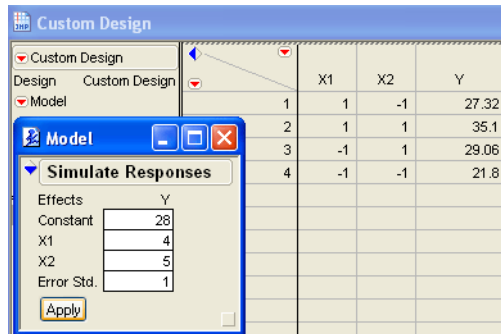 Custom Design
Custom Design
Design Custom Design
Model
X1 X2 Y
1 1 -1 27.32
2 1 1 35.1
3 -1 1 29.06
4 -1 -1 21.8
Model
Simulate Responses
Effects Y
Constant 28
X1 4
X2 5
Error Std. 1
Apply